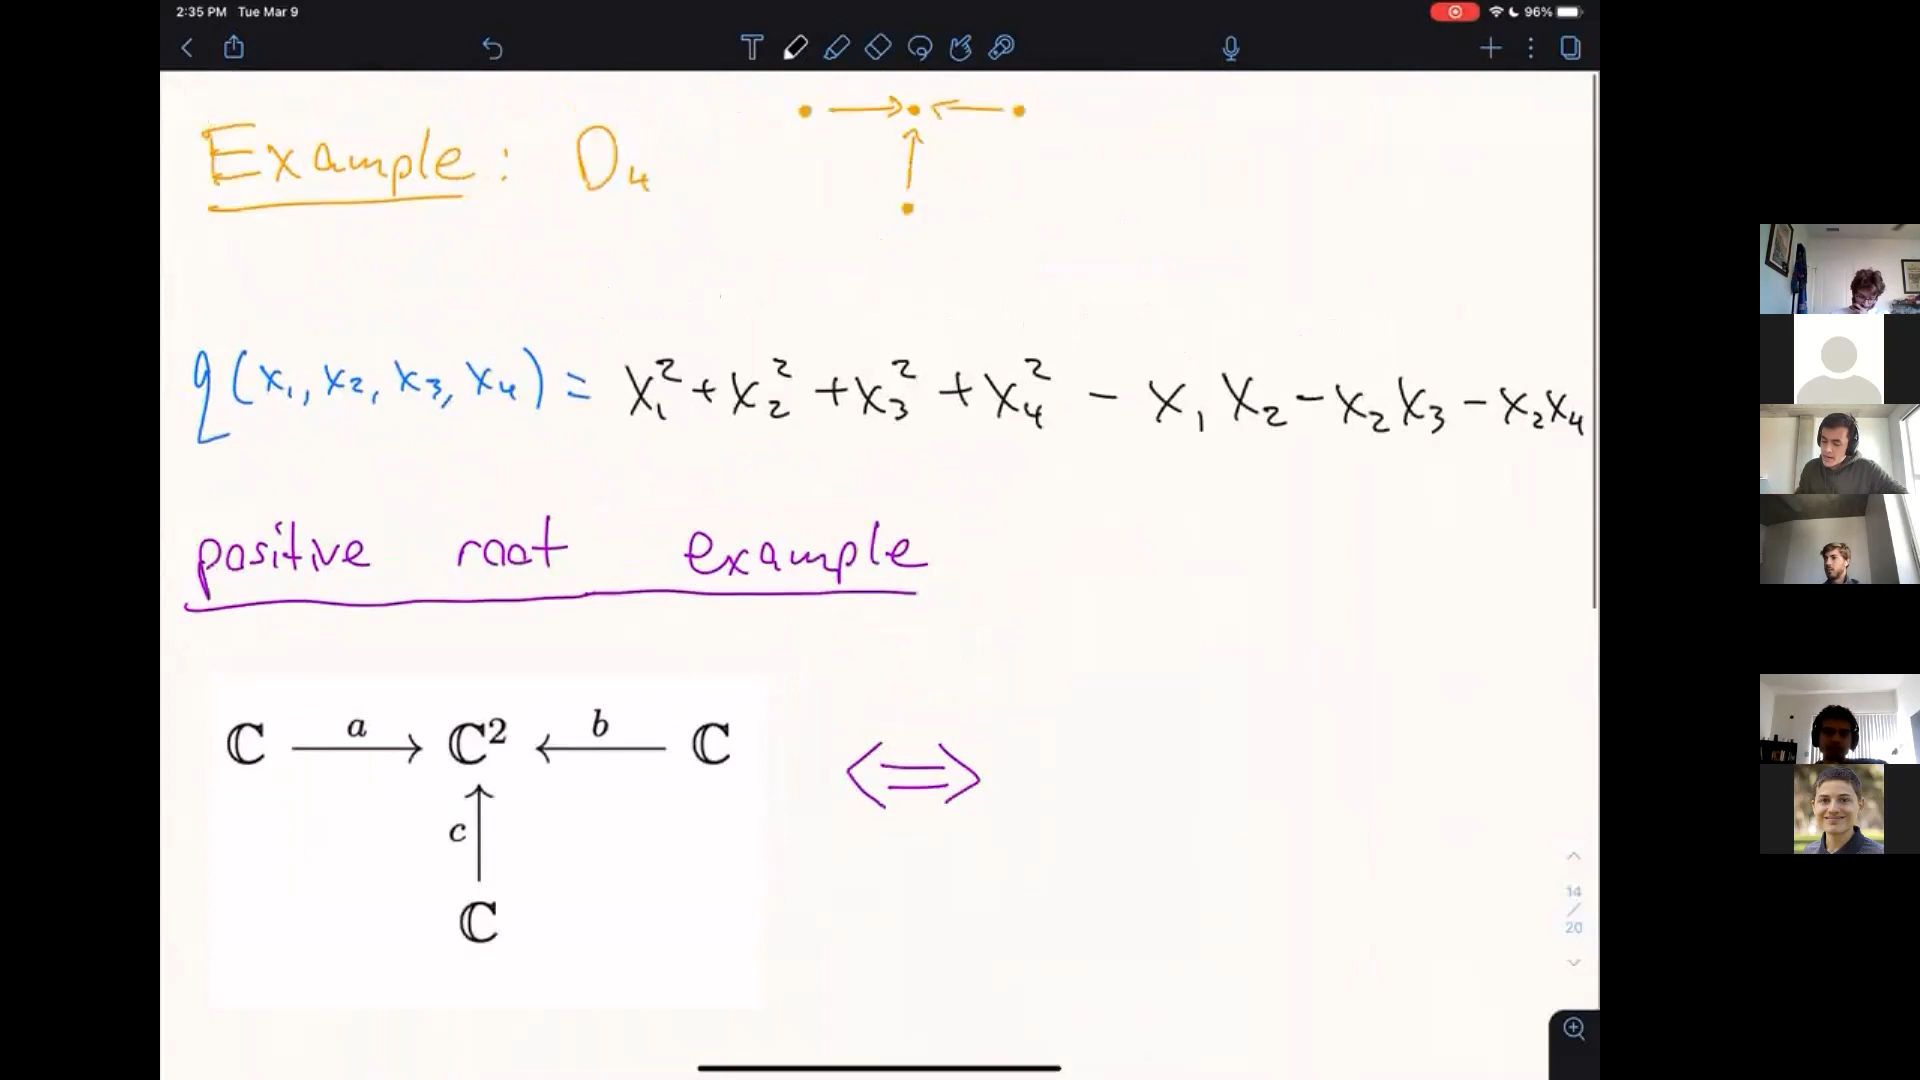 2:35 PM Tue Mar 9
96%
T
Example: D₄
q(x₁, x₂, x₃, x₄) = x₁² + x₂² + x₃² + x₄² - x₁x₂ - x₂x₃ - x₂x₄
positive root example
ℂ a ℂ² b ℂ
c
ℂ
14
/
20